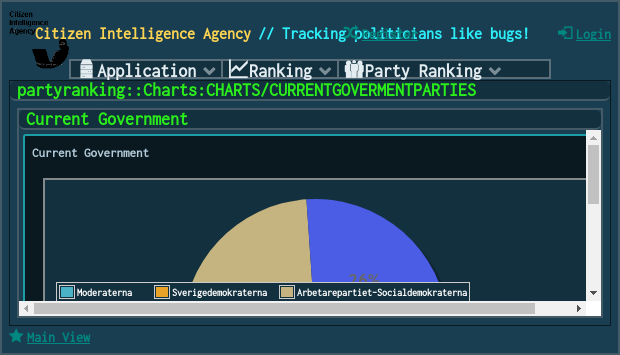 Citizen
Intelligence
Agency
Citizen Intelligence Agency // Tracking politicians like bugs!
Login
Application
Ranking
Party Ranking
partyranking::Charts:CHARTS/CURRENTGOVERMENTPARTIES
Current Government
Current Government
Moderaterna
Sverigedemokraterna
Arbetarepartiet-Socialdemokraterna
Main View